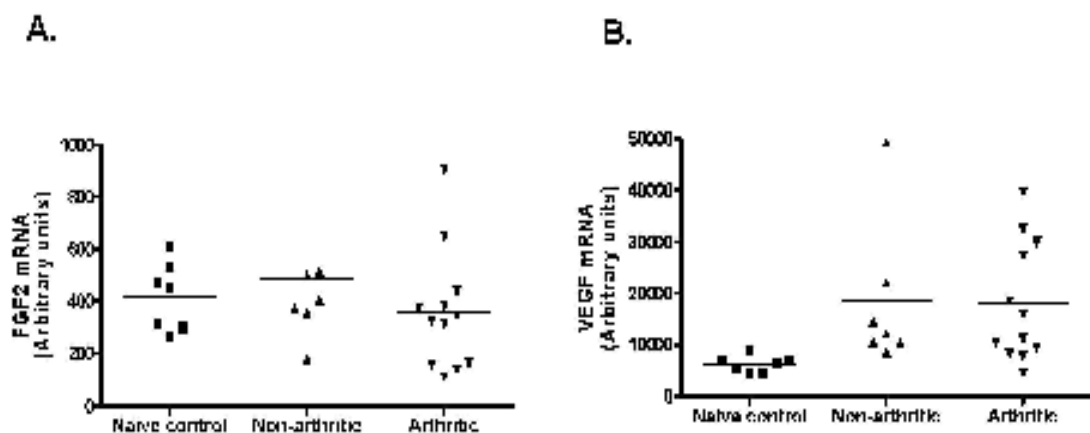 A.
B.
FGF2 mRNA
(Arbitrary units)
1000
800
600
400
200
0
Naive control Non-arthritic Arthritic
VEGF mRNA
(Arbitrary units)
50000
40000
30000
20000
10000
0
Naive control Non-arthritic Arthritic